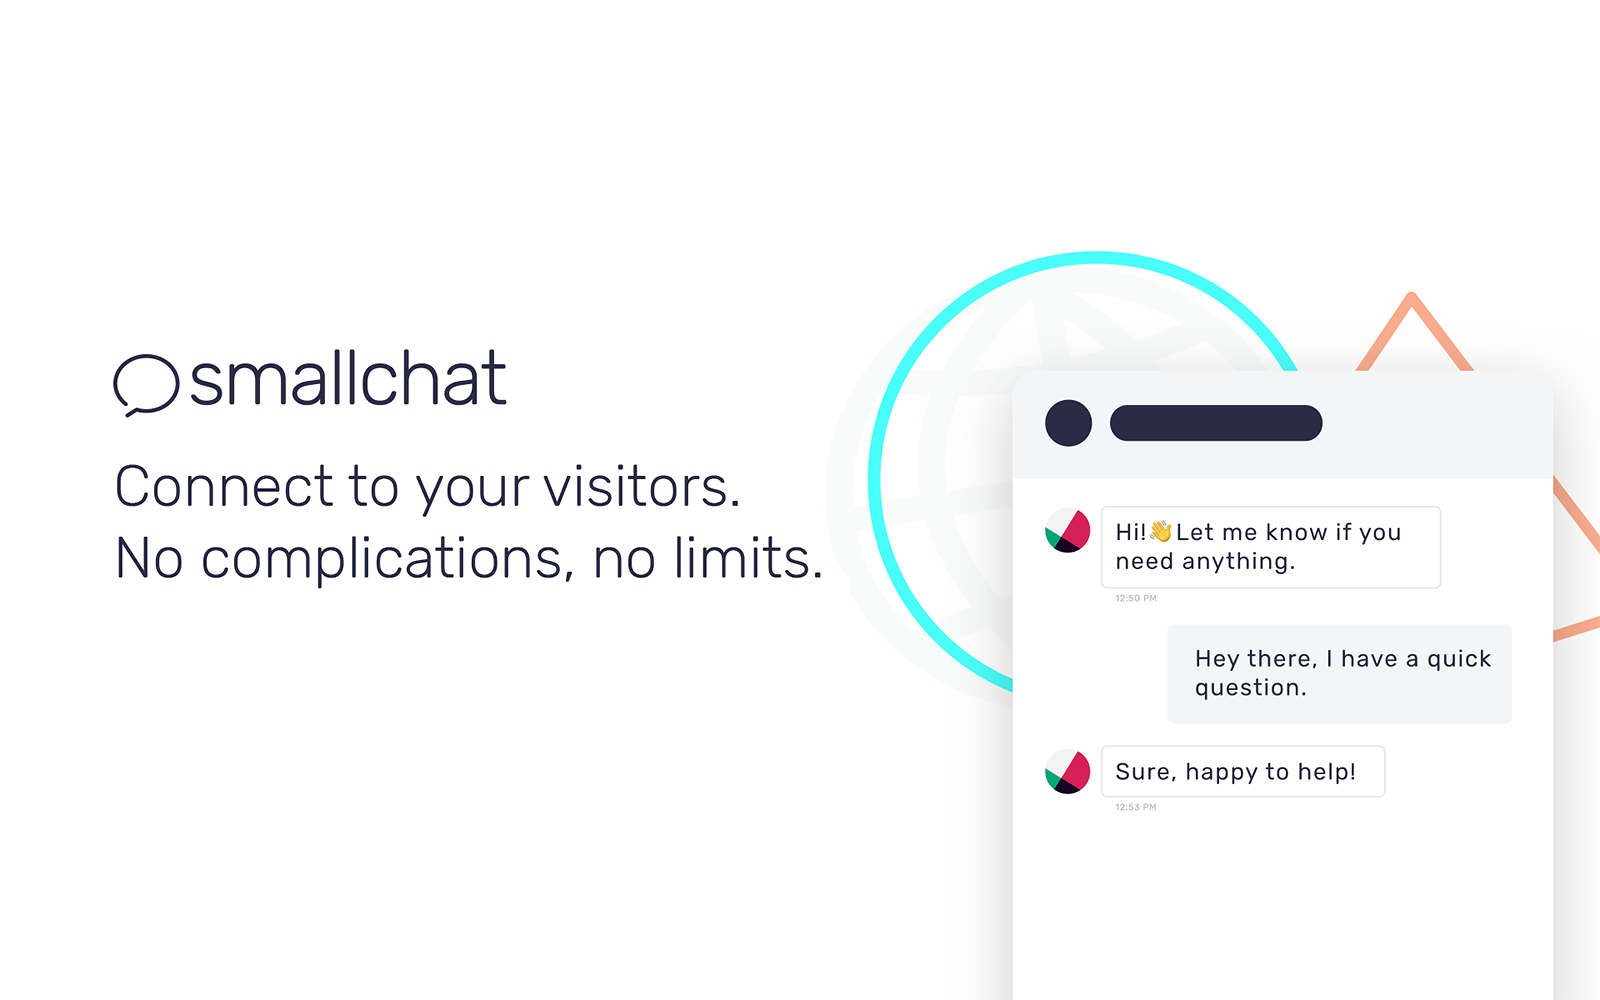 smallchat
Connect to your visitors.
No complications, no limits.
Hi!👋Let me know if you
need anything.
12:50 PM
Hey there, I have a quick
question.
Sure, happy to help!
12:53 PM